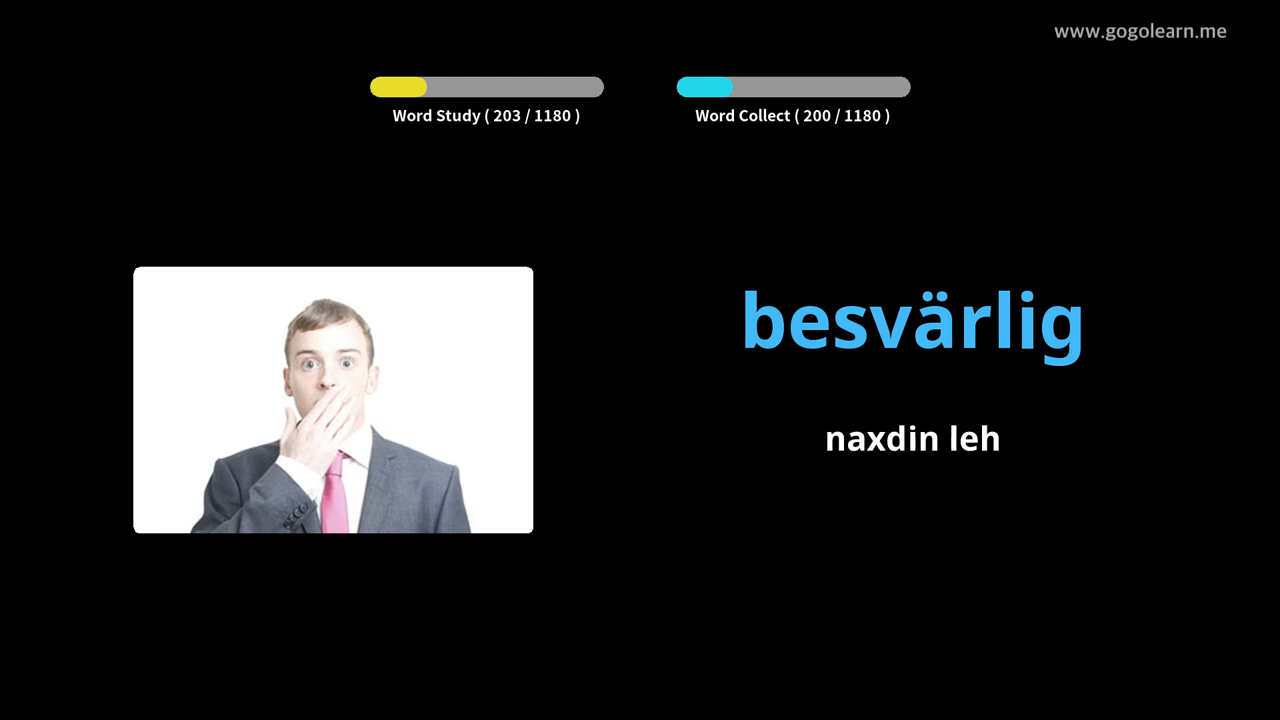 www.gogolearn.me
Word Study ( 203 / 1180 )
Word Collect ( 200 / 1180 )
besvärlig
naxdin leh